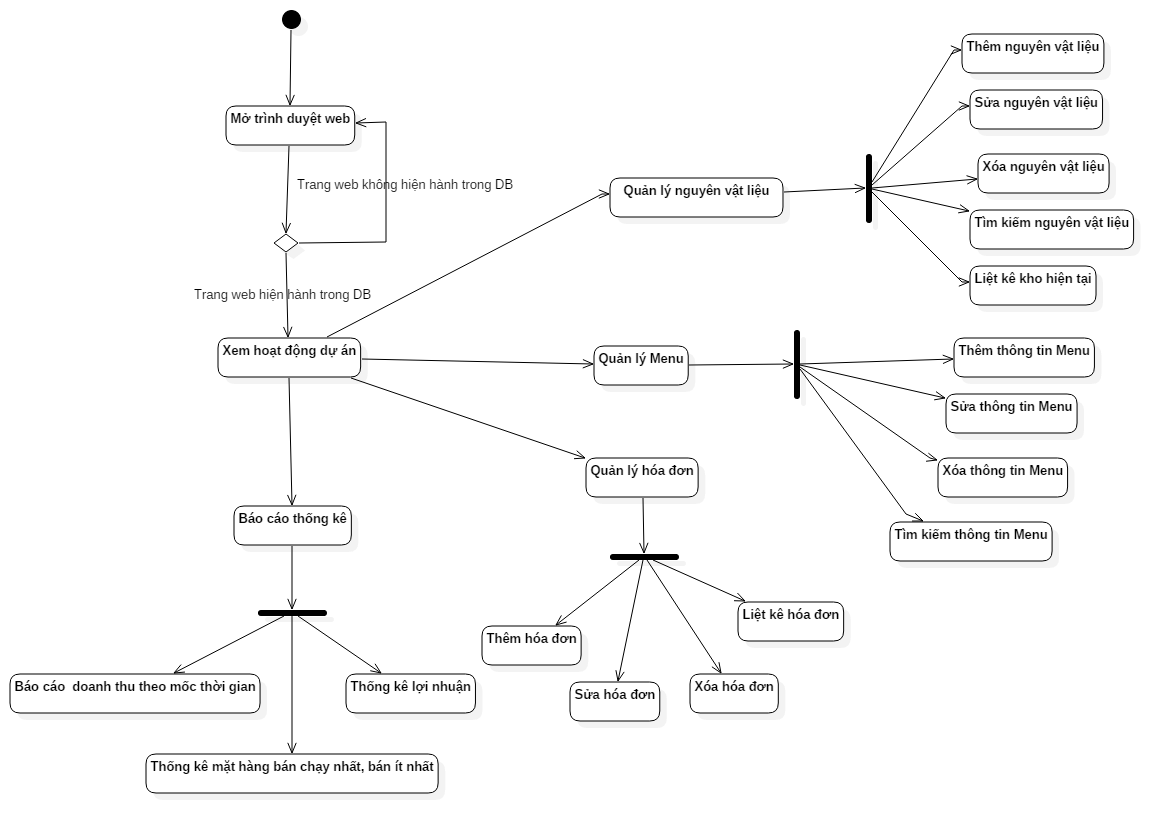 Mở trình duyệt web
Trang web không hiện hành trong DB
Trang web hiện hành trong DB
Xem hoạt động dự án
Quản lý nguyên vật liệu
Thêm nguyên vật liệu
Sửa nguyên vật liệu
Xóa nguyên vật liệu
Tìm kiếm nguyên vật liệu
Liệt kê kho hiện tại
Quản lý Menu
Thêm thông tin Menu
Sửa thông tin Menu
Xóa thông tin Menu
Tìm kiếm thông tin Menu
Quản lý hóa đơn
Thêm hóa đơn
Sửa hóa đơn
Xóa hóa đơn
Liệt kê hóa đơn
Báo cáo thống kê
Báo cáo  doanh thu theo mốc thời gian
Thống kê lợi nhuận
Thống kê mặt hàng bán chạy nhất, bán ít nhất